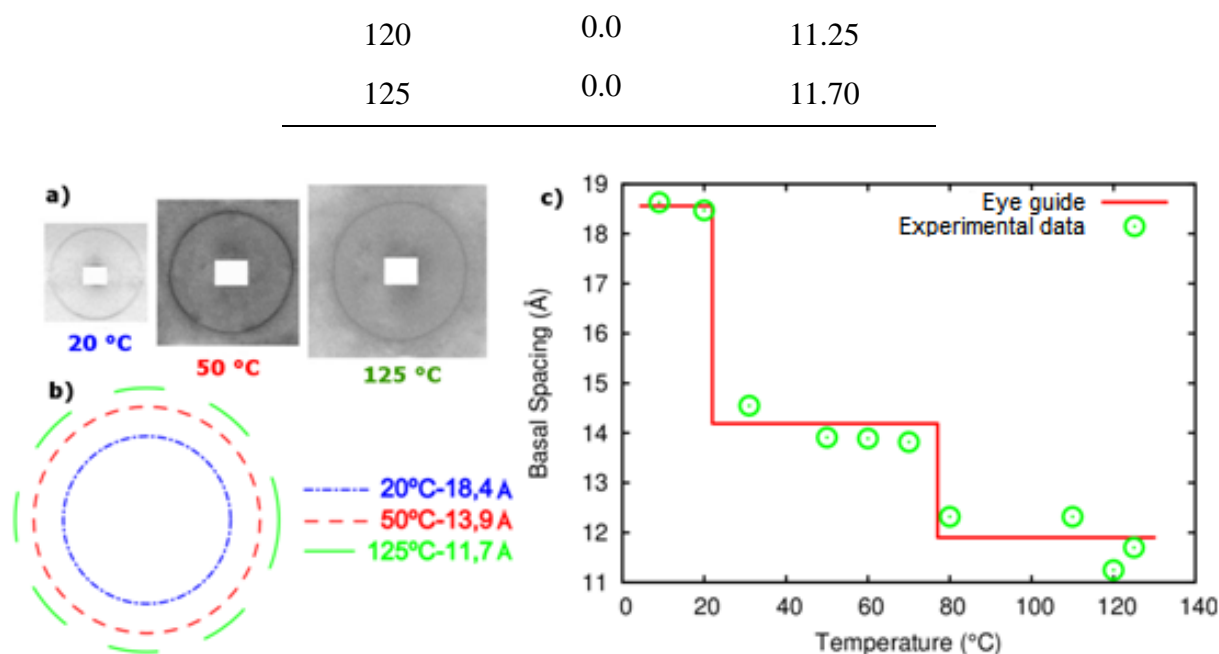 120 0.0 11.25
125 0.0 11.70
a)
20 °C
50 °C
125 °C
b)
20ºC-18,4 A
50ºC-13,9 A
125ºC-11,7 A
c)
Eye guide
Experimental data
Basal Spacing (Å)
19
18
17
16
15
14
13
12
11
0 20 40 60 80 100 120 140
Temperature (°C)